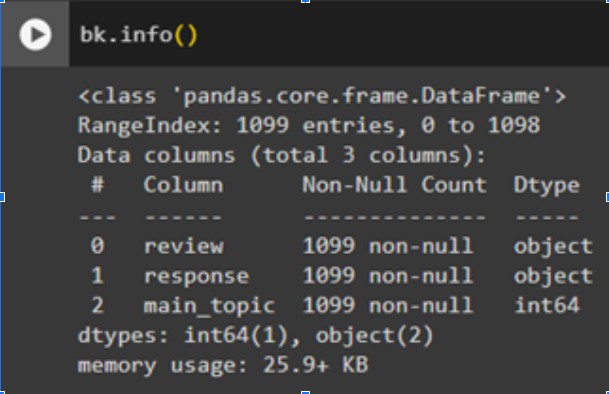 bk.info()
<class 'pandas.core.frame.DataFrame'>
RangeIndex: 1099 entries, 0 to 1098
Data columns (total 3 columns):
 #   Column      Non-Null Count  Dtype
---  ------      --------------  -----
 0   review      1099 non-null   object
 1   response    1099 non-null   object
 2   main_topic  1099 non-null   int64
dtypes: int64(1), object(2)
memory usage: 25.9+ KB